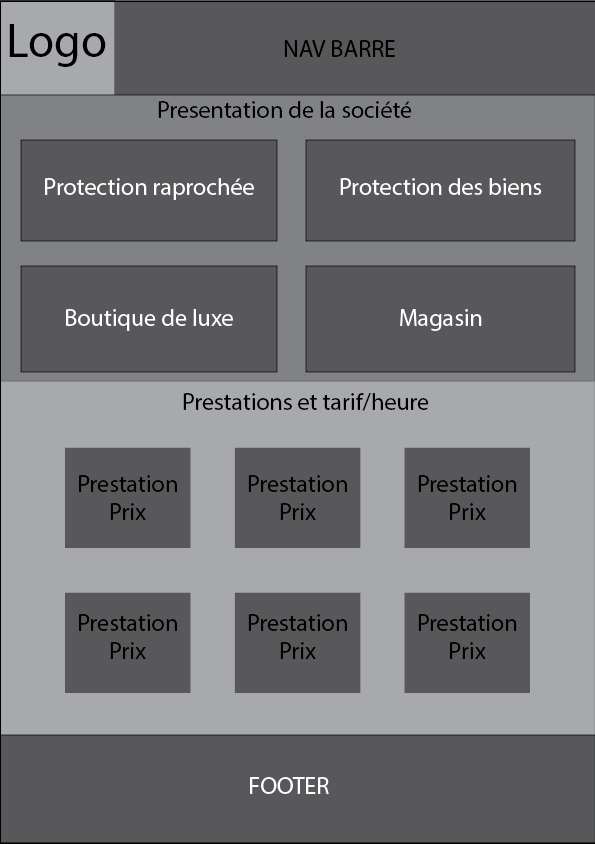 Logo
NAV BARRE
Presentation de la société
Protection raprochée
Protection des biens
Boutique de luxe
Magasin
Prestations et tarif/heure
Prestation
Prix
Prestation
Prix
Prestation
Prix
Prestation
Prix
Prestation
Prix
Prestation
Prix
FOOTER